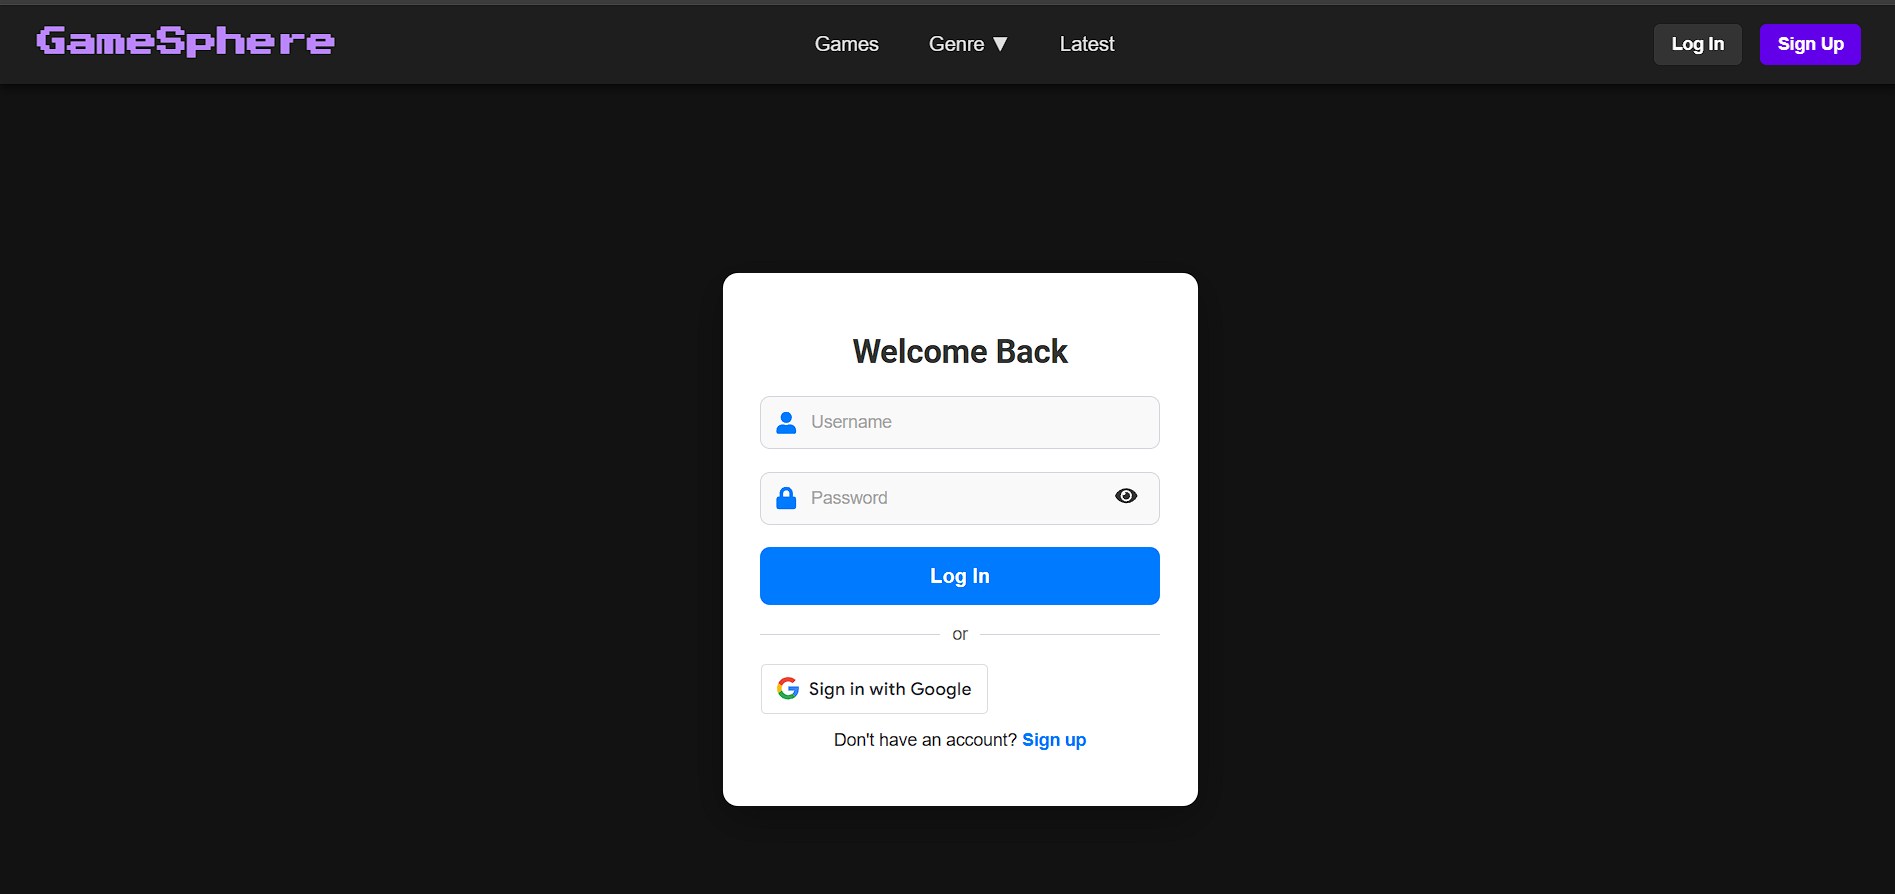 GameSphere
Games
Genre ▼
Latest
Log In
Sign Up
Welcome Back
Username
Password
Log In
or
Sign in with Google
Don't have an account? Sign up